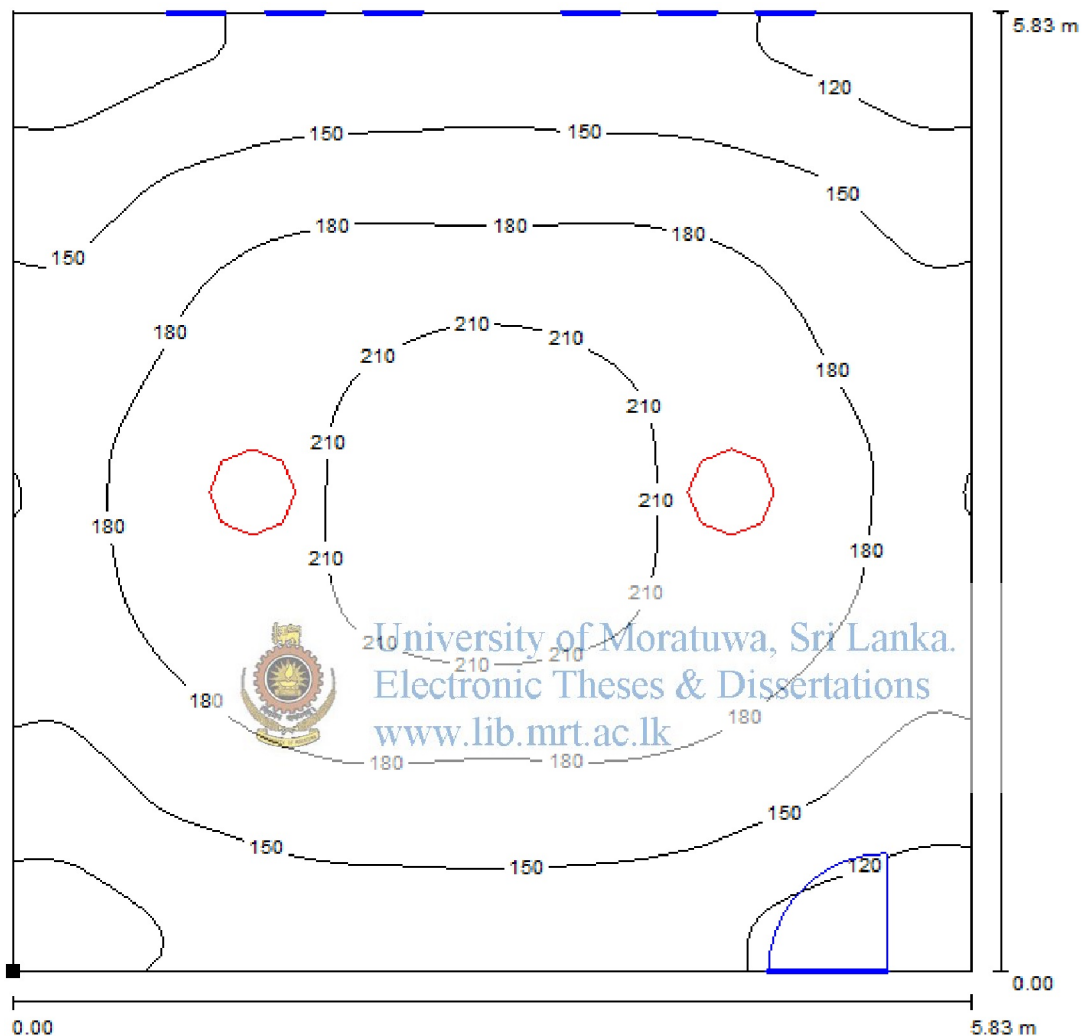 5.83 m
120
150 150
150
150
180 180 180
210
180 210
210 180
210
210
210
180
210 180
210
University of Moratuwa, Sri Lanka.
210 210 210
Electronic Theses & Dissertations
180 180
www.lib.mrt.ac.lk
180 180
150
150
150
120
0.00
0.00 5.83 m